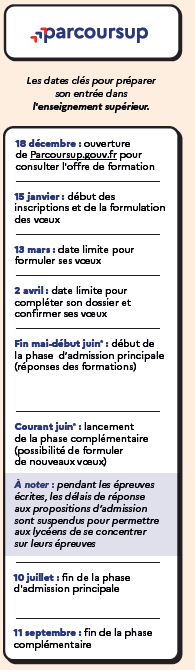 parcoursup
Les dates clés pour préparer
son entrée dans
l'enseignement supérieur.
18 décembre : ouverture
de Parcoursup.gouv.fr pour
consulter l'offre de formation
15 janvier : début des
inscriptions et de la formulation
des vœux
13 mars : date limite pour
formuler ses vœux
2 avril : date limite pour
compléter son dossier et
confirmer ses vœux
Fin mai-début juin* : début de
la phase d'admission principale
(réponses des formations)
Courant juin* : lancement
de la phase complémentaire
(possibilité de formuler
de nouveaux vœux)
À noter : pendant les épreuves
écrites, les délais de réponse
aux propositions d'admission
sont suspendus pour permettre
aux lycéens de se concentrer
sur leurs épreuves
10 juillet : fin de la phase
d'admission principale
11 septembre : fin de la phase
complémentaire